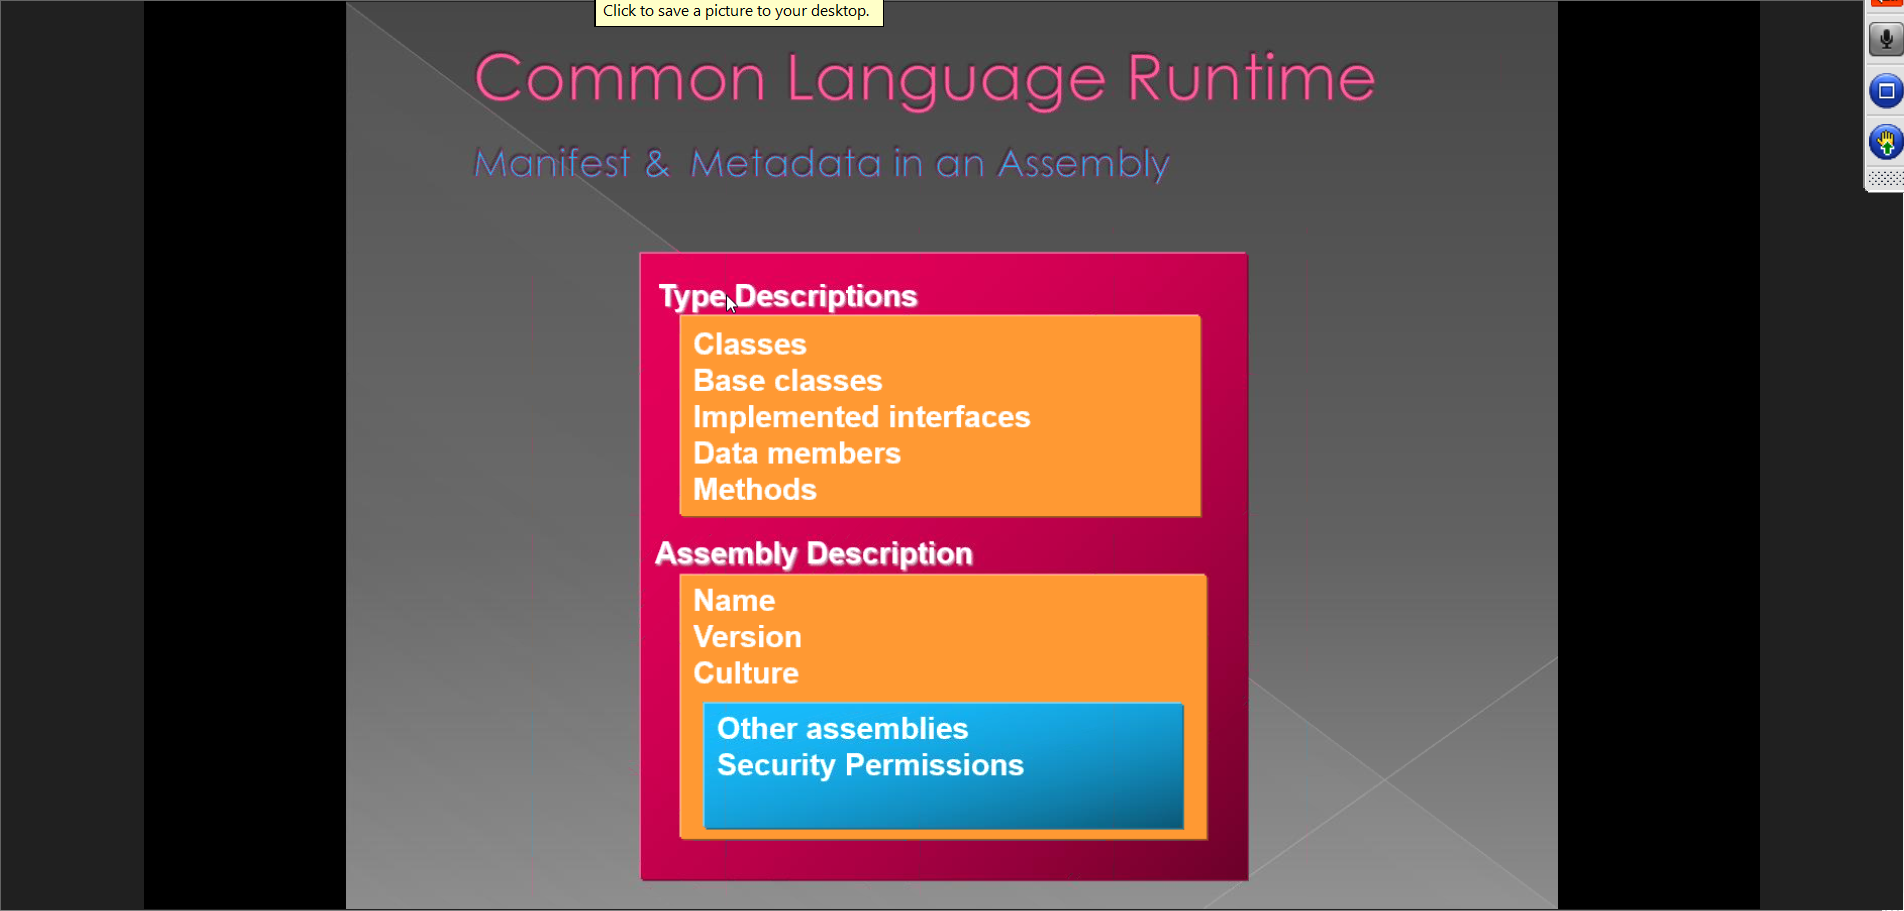 Click to save a picture to your desktop.
Common Language Runtime
Manifest & Metadata in an Assembly
Type Descriptions
Classes
Base classes
Implemented interfaces
Data members
Methods
Assembly Description
Name
Version
Culture
Other assemblies
Security Permissions